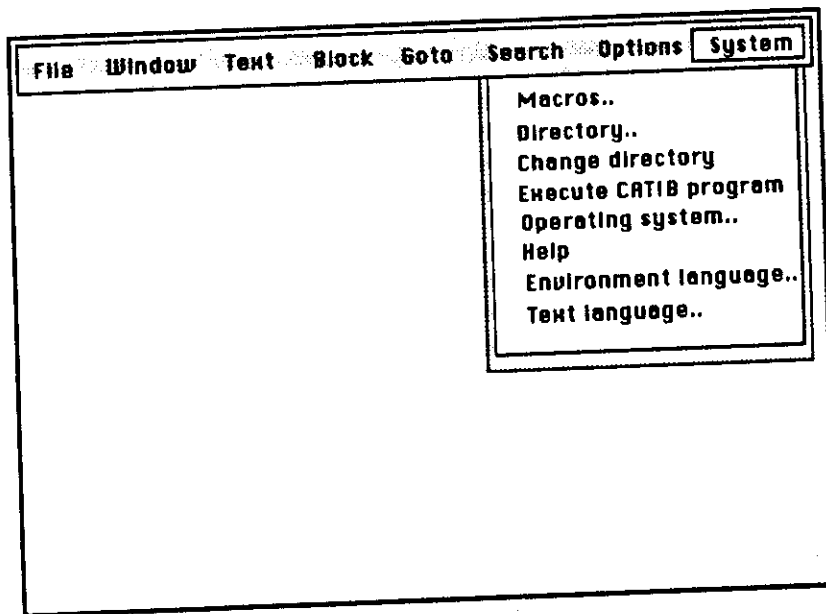 File Window Text Block Goto Search Options System
Macros..
Directory..
Change directory
Execute CATIB program
Operating system..
Help
Environment language..
Text language..